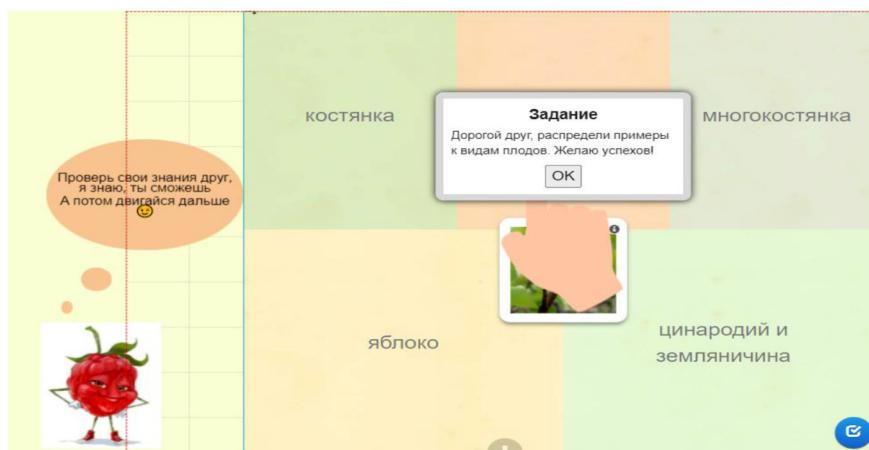 Проверь свои знания друг,
я знаю, ты сможешь
А потом двигайся дальше
костянка
многокостянка
Задание
Дорогой друг, распредели примеры
к видам плодов. Желаю успехов!
OK
яблоко
цинародий и
земляничина